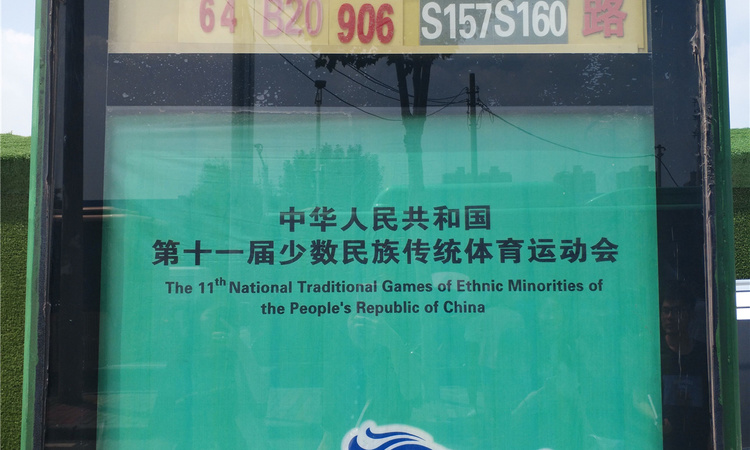 64 B20 906 S157S160 路
中华人民共和国
第十一届少数民族传统体育运动会
The 11th National Traditional Games of Ethnic Minorities of
the People's Republic of China